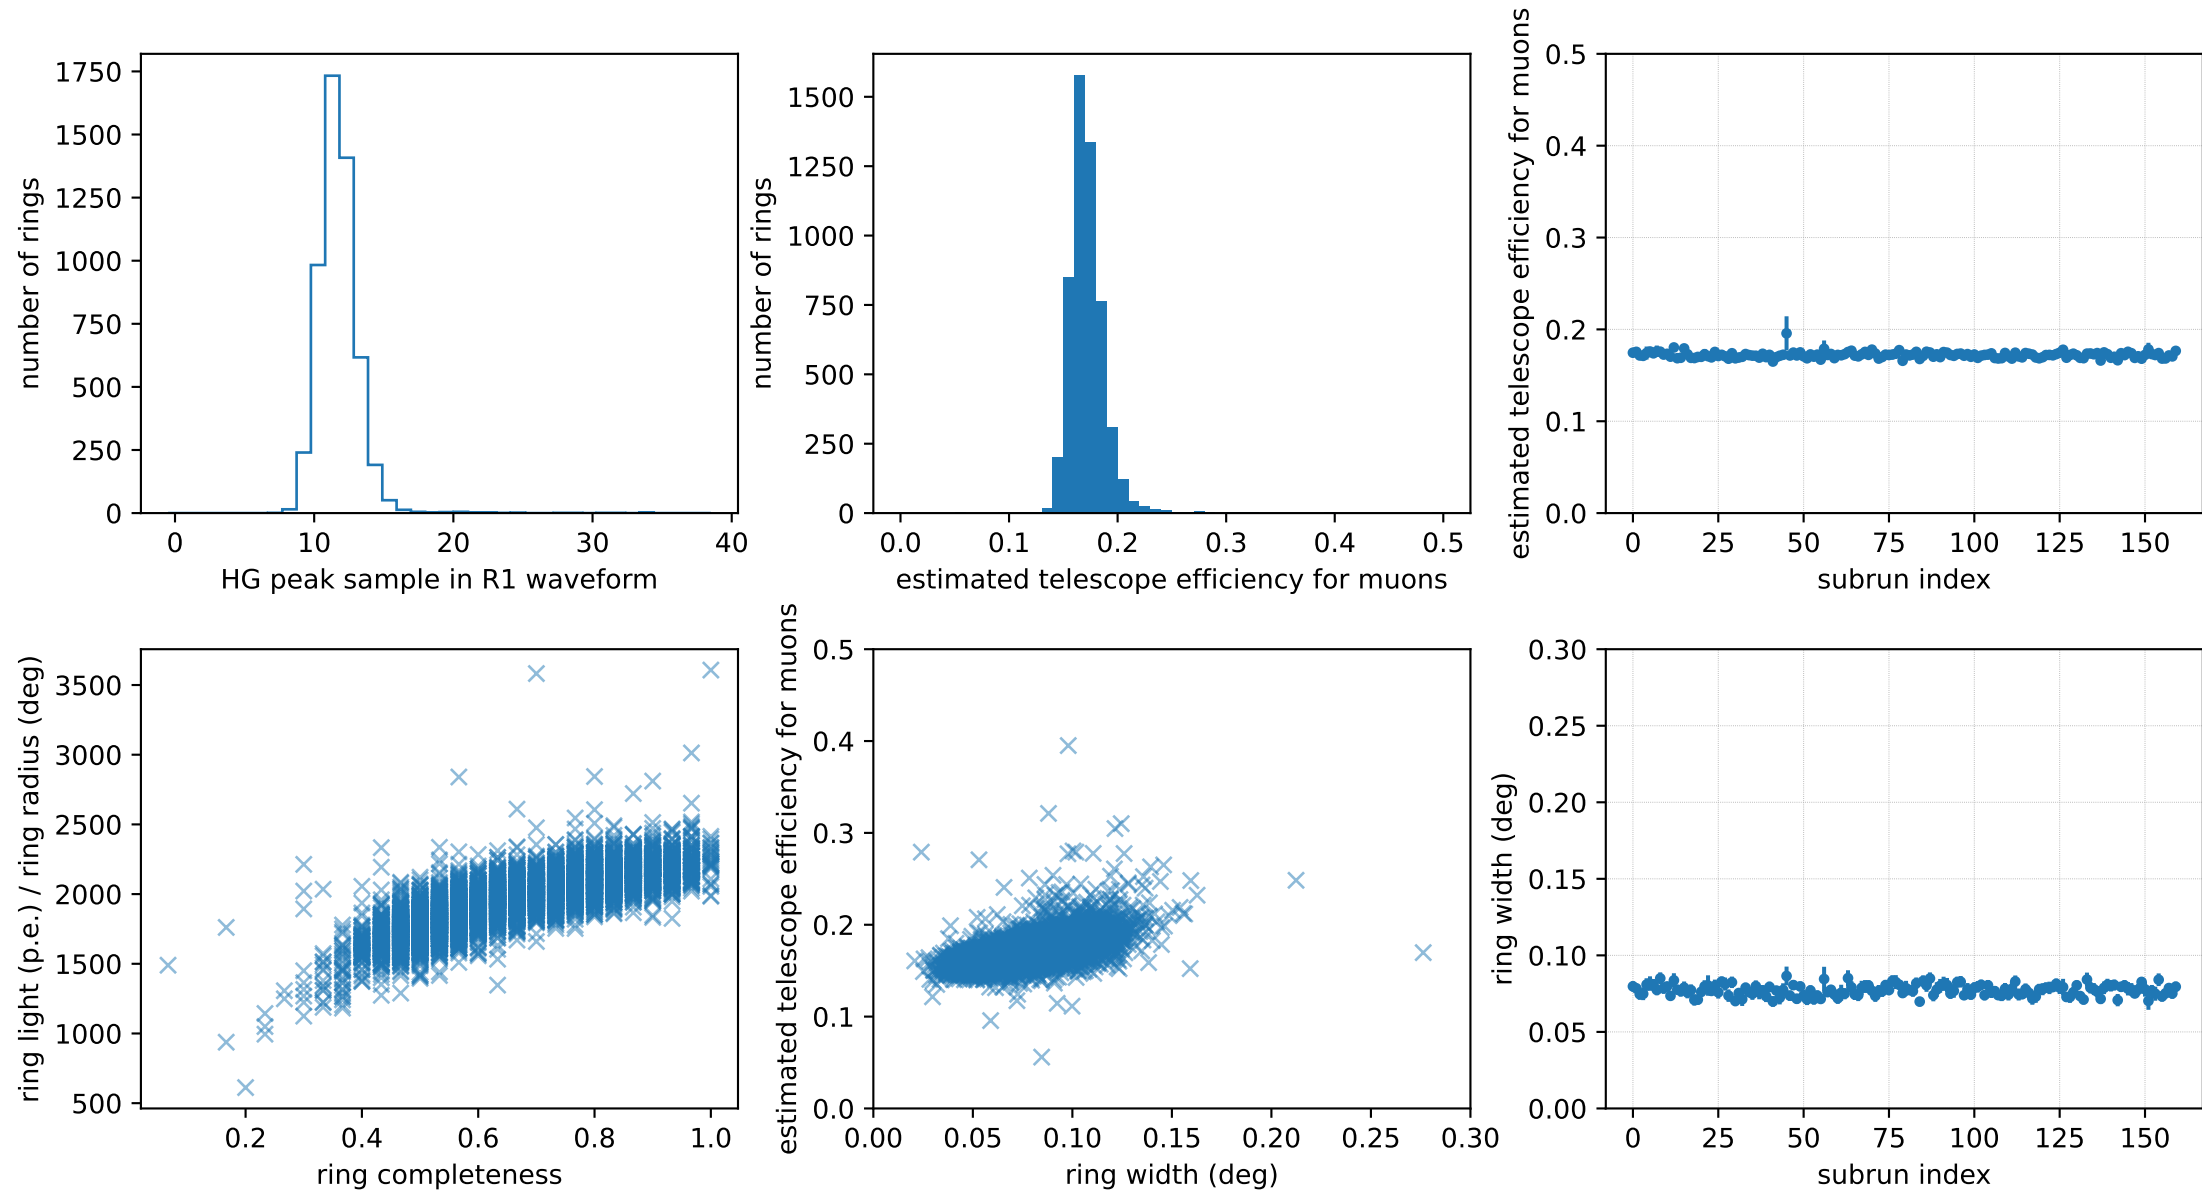 1750
1500
1250
1000
750
500
250
0
number of rings
0 10 20 30 40
HG peak sample in R1 waveform
1500
1250
1000
750
500
250
0
number of rings
0.0 0.1 0.2 0.3 0.4 0.5
estimated telescope efficiency for muons
0.5
0.4
0.3
0.2
0.1
0.0
estimated telescope efficiency for muons
0 25 50 75 100 125 150
subrun index
3500
3000
2500
2000
1500
1000
500
ring light (p.e.) / ring radius (deg)
0.2 0.4 0.6 0.8 1.0
ring completeness
0.5
0.4
0.3
0.2
0.1
0.0
estimated telescope efficiency for muons
0.00 0.05 0.10 0.15 0.20 0.25 0.30
ring width (deg)
0.30
0.25
0.20
0.15
0.10
0.05
0.00
ring width (deg)
0 25 50 75 100 125 150
subrun index